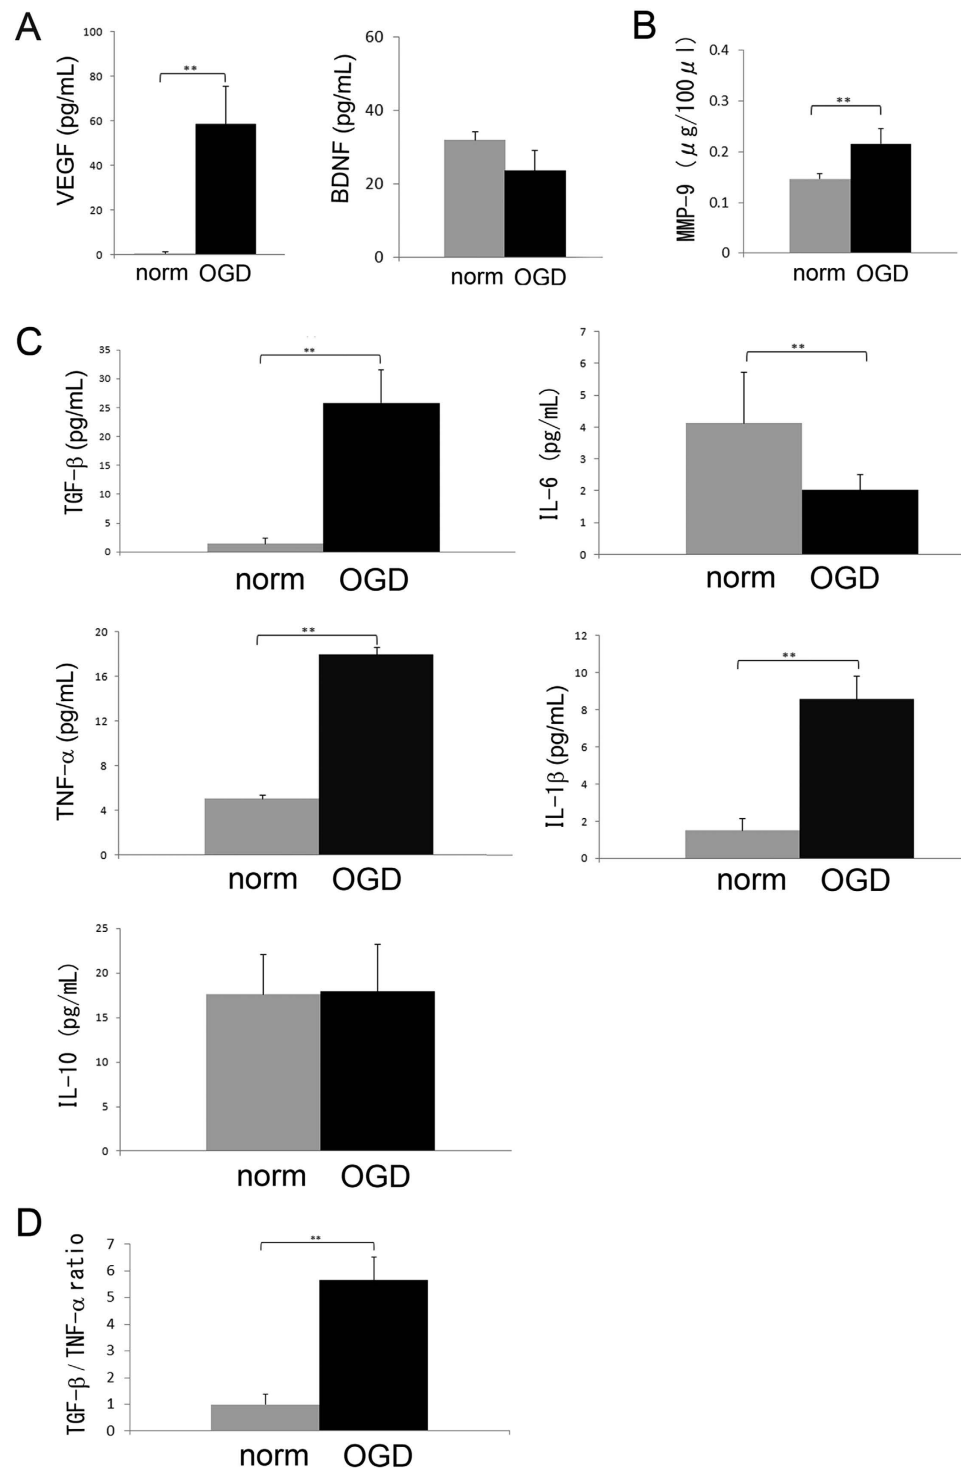 A
VEGF (pg/mL)
100
80
60
40
20
0
**
norm OGD
BDNF (pg/mL)
60
40
20
0
norm OGD
B
MMP-9 (μg/100μl)
0.4
0.3
0.2
0.1
0
**
norm OGD
C
TGF-β (pg/mL)
35
30
25
20
15
10
5
0
**
norm OGD
IL-6 (pg/mL)
7
6
5
4
3
2
1
0
**
norm OGD
TNF-α (pg/mL)
20
16
12
8
4
0
**
norm OGD
IL-1β (pg/mL)
12
10
8
6
4
2
0
**
norm OGD
IL-10 (pg/mL)
25
20
15
10
5
0
norm OGD
D
TGF-β / TNF-α ratio
7
6
5
4
3
2
1
0
**
norm OGD